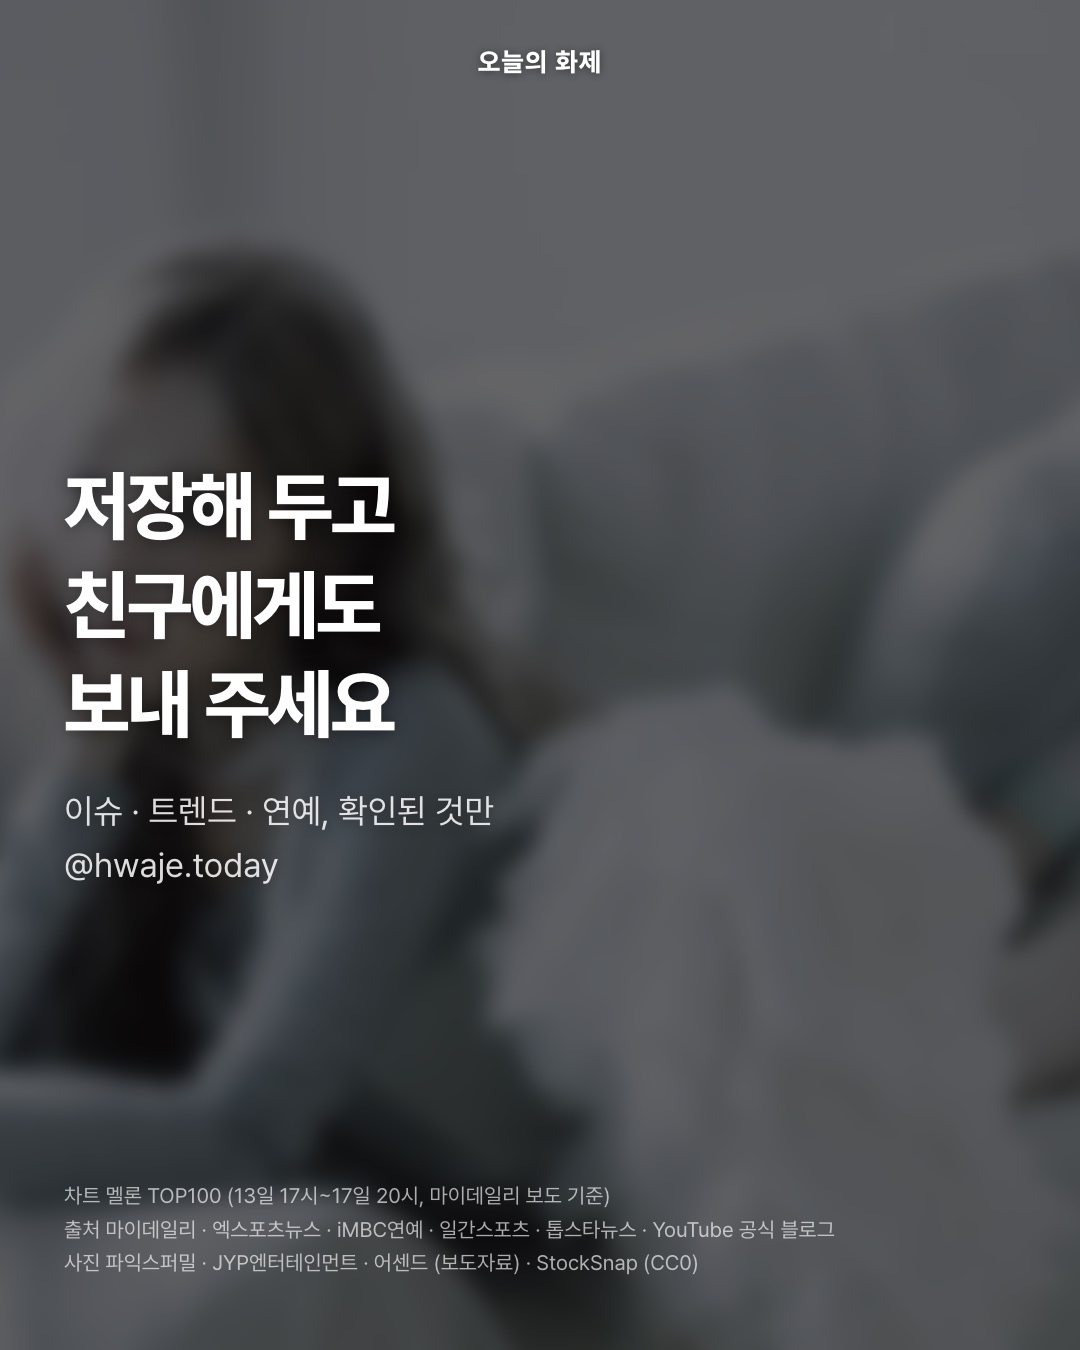 오늘의 화제
저장해 두고
친구에게도
보내 주세요
이슈 · 트렌드 · 연예, 확인된 것만
@hwaje.today
차트 멜론 TOP100 (13일 17시~17일 20시, 마이데일리 보도 기준)
출처 마이데일리 · 엑스포츠뉴스 · iMBC연예 · 일간스포츠 · 톱스타뉴스 · YouTube 공식 블로그
사진 파익스퍼밀 · JYP엔터테인먼트 · 어센드 (보도자료) · StockSnap (CC0)